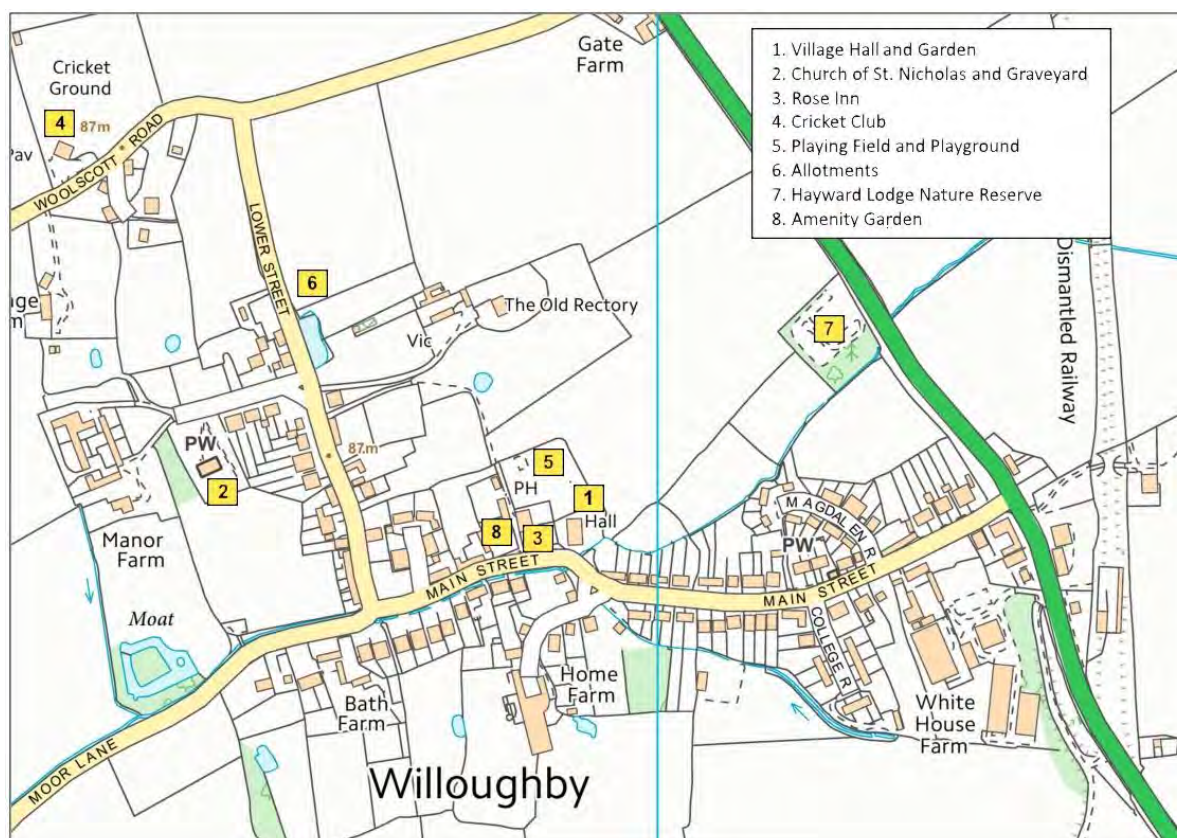 Gate
Farm
1. Village Hall and Garden
2. Church of St. Nicholas and Graveyard
3. Rose Inn
4. Cricket Club
5. Playing Field and Playground
6. Allotments
7. Hayward Lodge Nature Reserve
8. Amenity Garden
Cricket
Ground
4
87m
Pav
WOOLSCOTT ROAD
LOWER STREET
Dismantled Railway
6
The Old Rectory
Vic
7
PW
2
87m
5
PH
1
Hall
8
3
MAGDALEN R
PW
Manor
Farm
MAIN STREET
MAIN STREET
Moat
COLLEGE R
Home
Farm
Bath
Farm
White
House
Farm
MOOR LANE
Willoughby